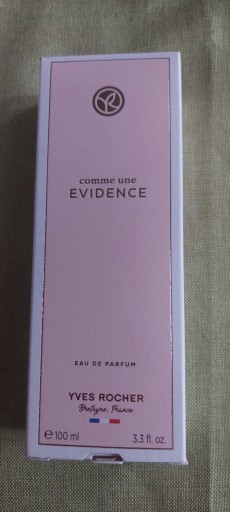 comme une
EVIDENCE
EAU DE PARFUM
YVES ROCHER
Bretagne, France
℮ 100 ml 3.3 fl. oz.